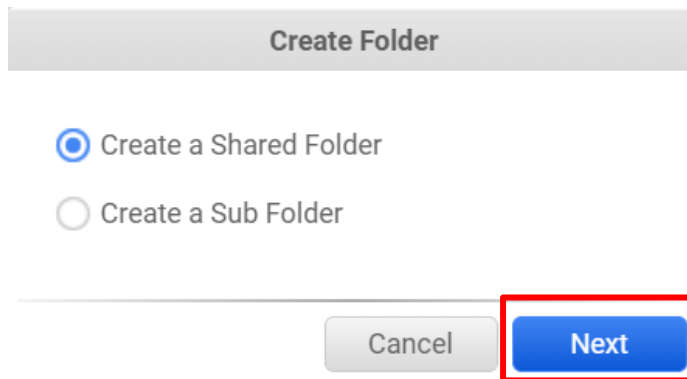 Create Folder
Create a Shared Folder
Create a Sub Folder
Cancel Next